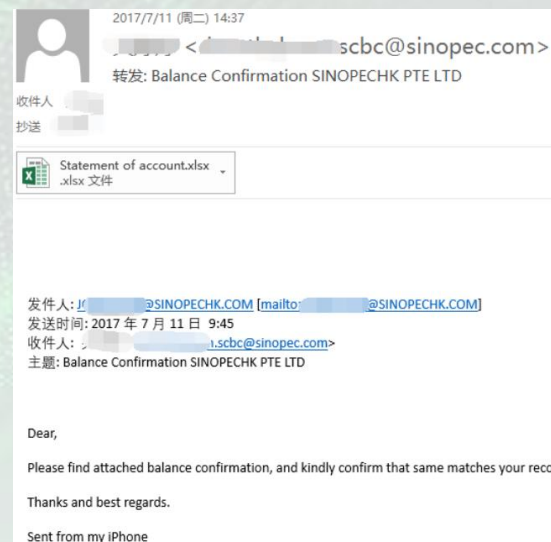 2017/7/11 (周二) 14:37
scbc@sinopec.com>
转发: Balance Confirmation SINOPECHK PTE LTD
收件人
抄送
Statement of account.xlsx
.xlsx 文件
发件人: @SINOPECHK.COM [mailto: @SINOPECHK.COM]
发送时间: 2017 年 7 月 11 日 9:45
收件人: .scbc@sinopec.com>
主题: Balance Confirmation SINOPECHK PTE LTD
Dear,
Please find attached balance confirmation, and kindly confirm that same matches your
Thanks and best regards.
Sent from my iPhone